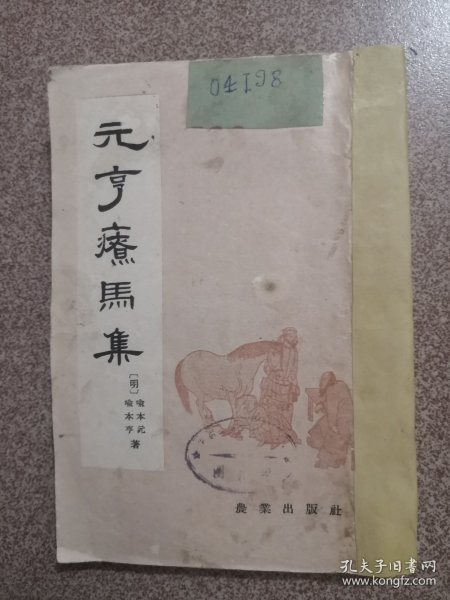 元亨療馬集
[明]
喻本元
喻本亨
著
農業出版社
孔夫子旧书网
www.kongfz.com